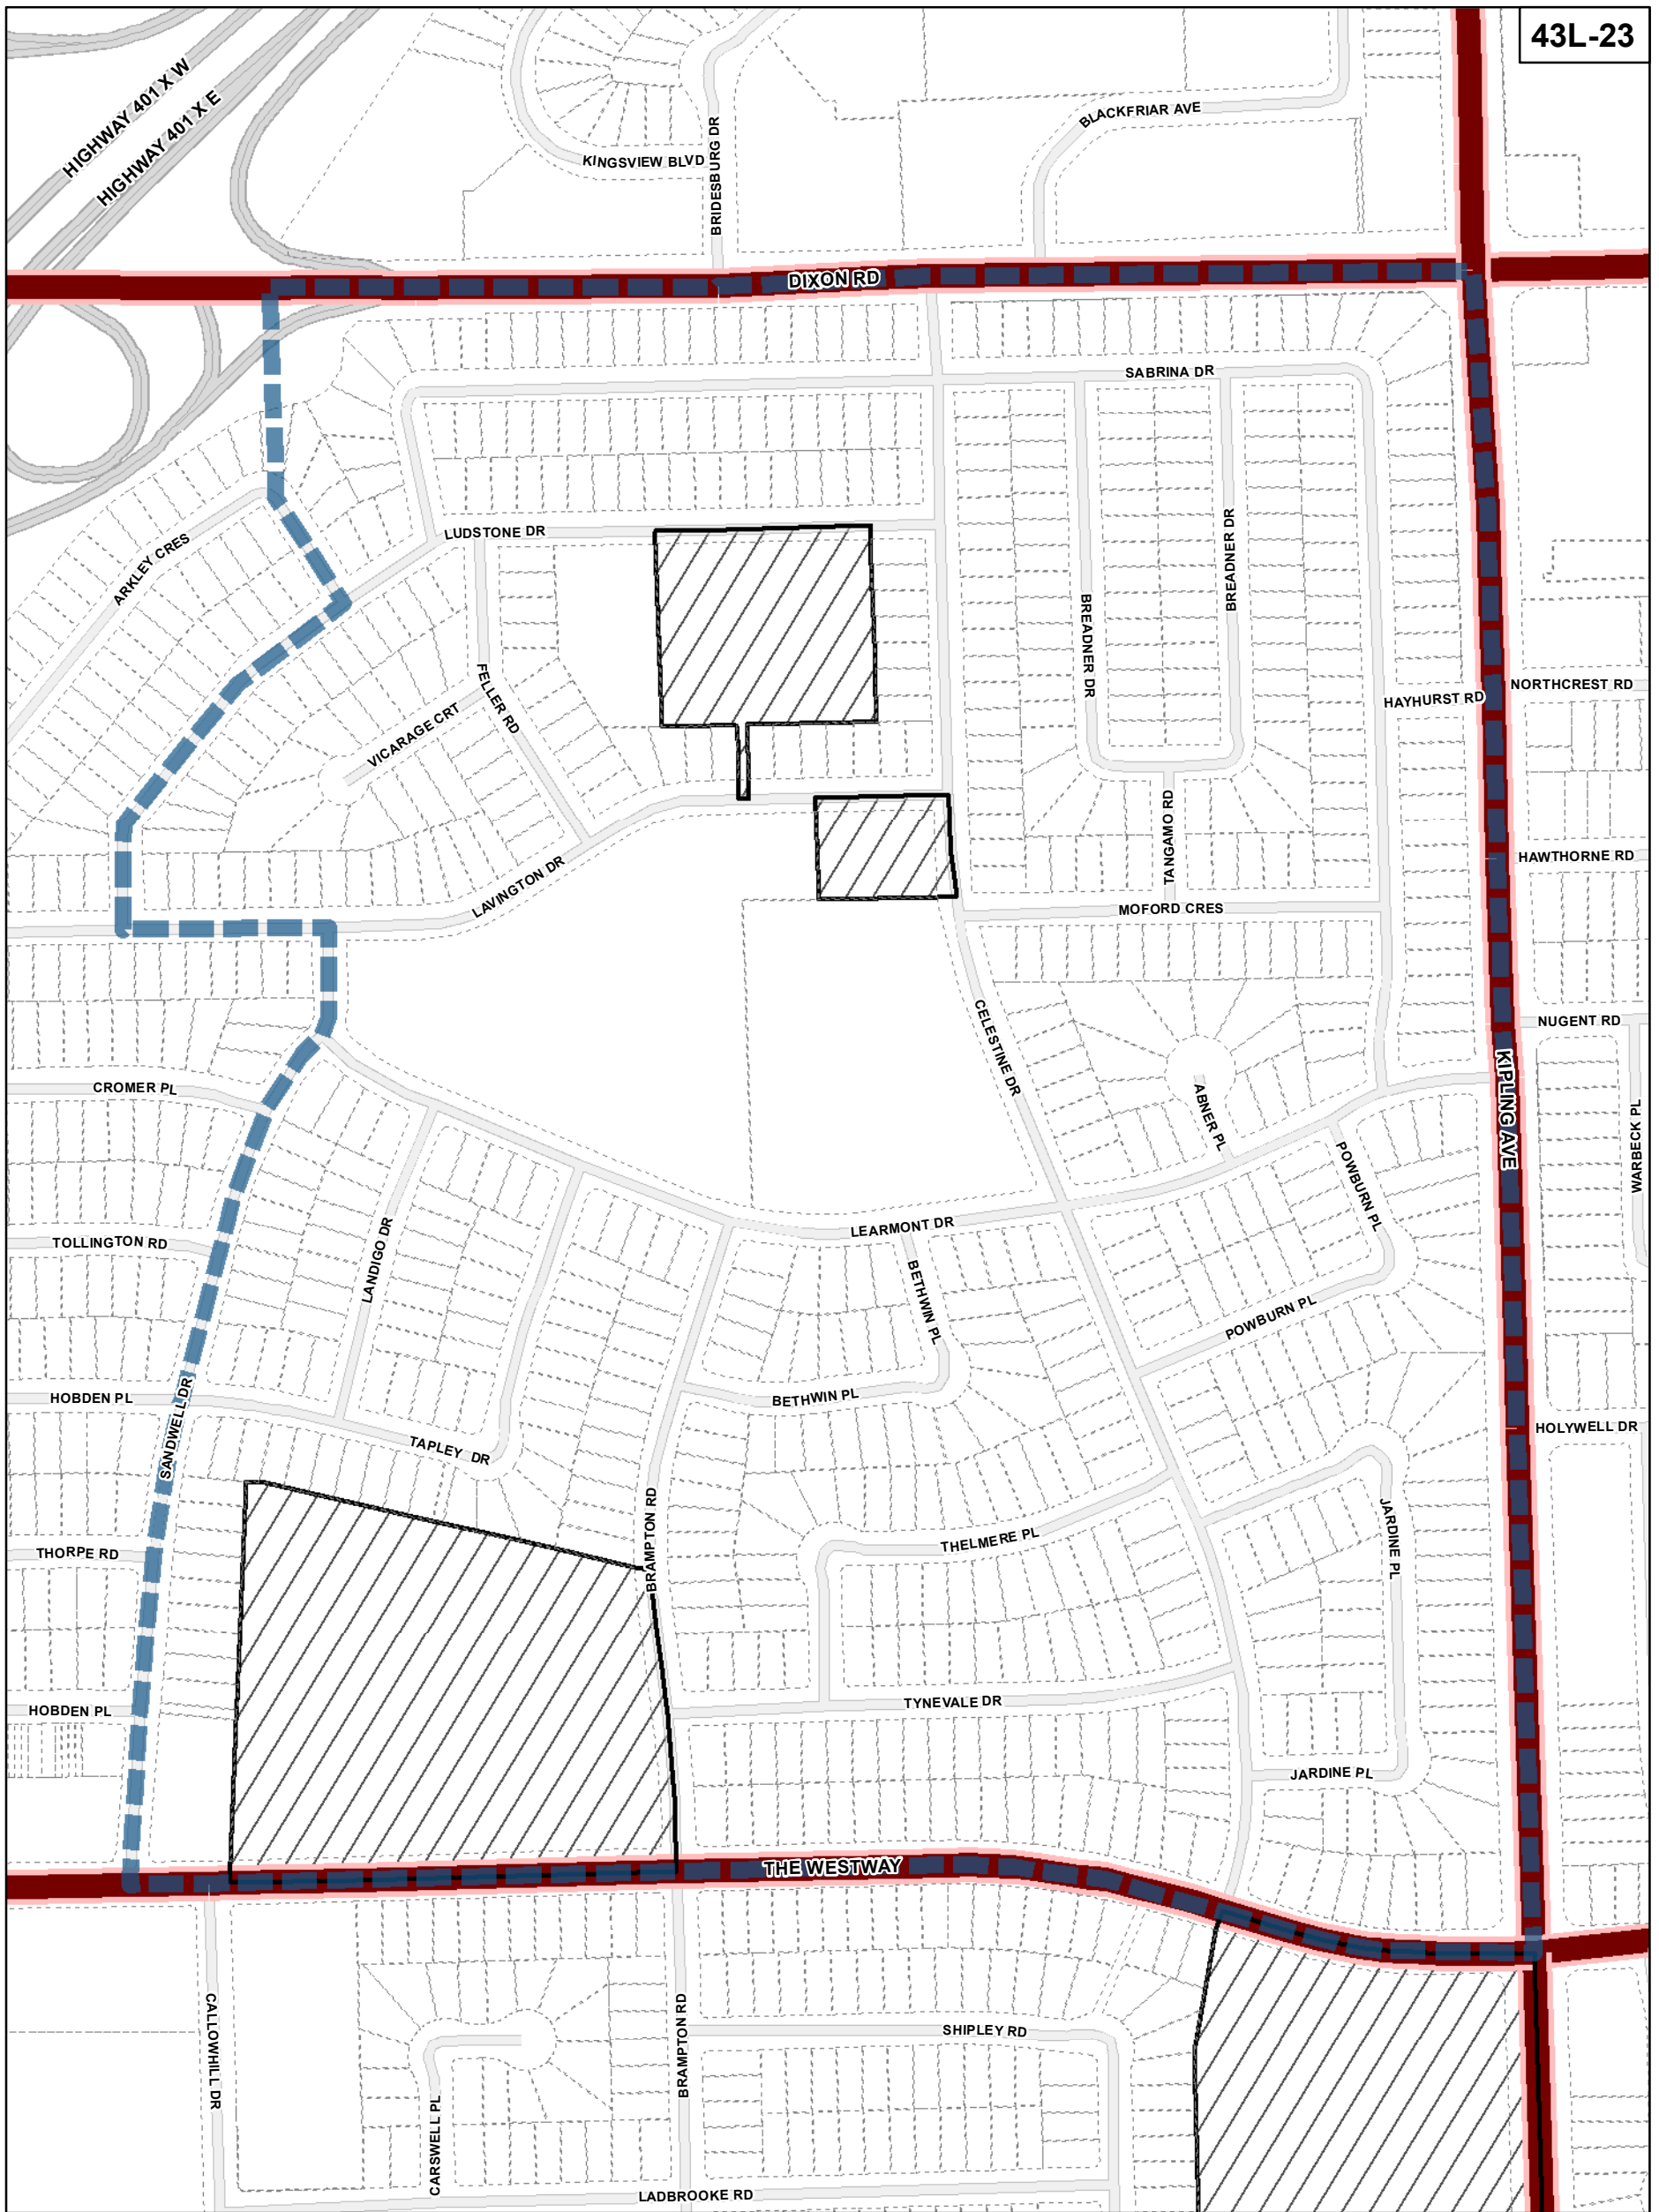 43L-23
HIGHWAY 401 X W
HIGHWAY 401 X E
KINGSVIEW BLVD
BRIDESBURG DR
BLACKFRIAR AVE
DIXON RD
SABRINA DR
LUDSTONE DR
ARKLEY CRES
BREADNER DR
BREADNER DR
FELLER RD
VICARAGE CRT
HAYHURST RD
NORTHCREST RD
TANGAMO RD
HAWTHORNE RD
LAVINGTON DR
MOFORD CRES
CELESTINE DR
NUGENT RD
KIPLING AVE
CROMER PL
ABNER PL
WARBECK PL
POWBURN PL
TOLLINGTON RD
LANDIGO DR
LEARMONT DR
BETHWIN PL
POWBURN PL
HOBDEN PL
SANDWELL DR
BETHWIN PL
HOLYWELL DR
TAPLEY DR
BRAMPTON RD
THORPE RD
THELMERE PL
JARDINE PL
HOBDEN PL
TYNEVALE DR
JARDINE PL
THE WESTWAY
CALLOWHILL DR
CARSWELL PL
BRAMPTON RD
SHIPLEY RD
LADBROOKE RD